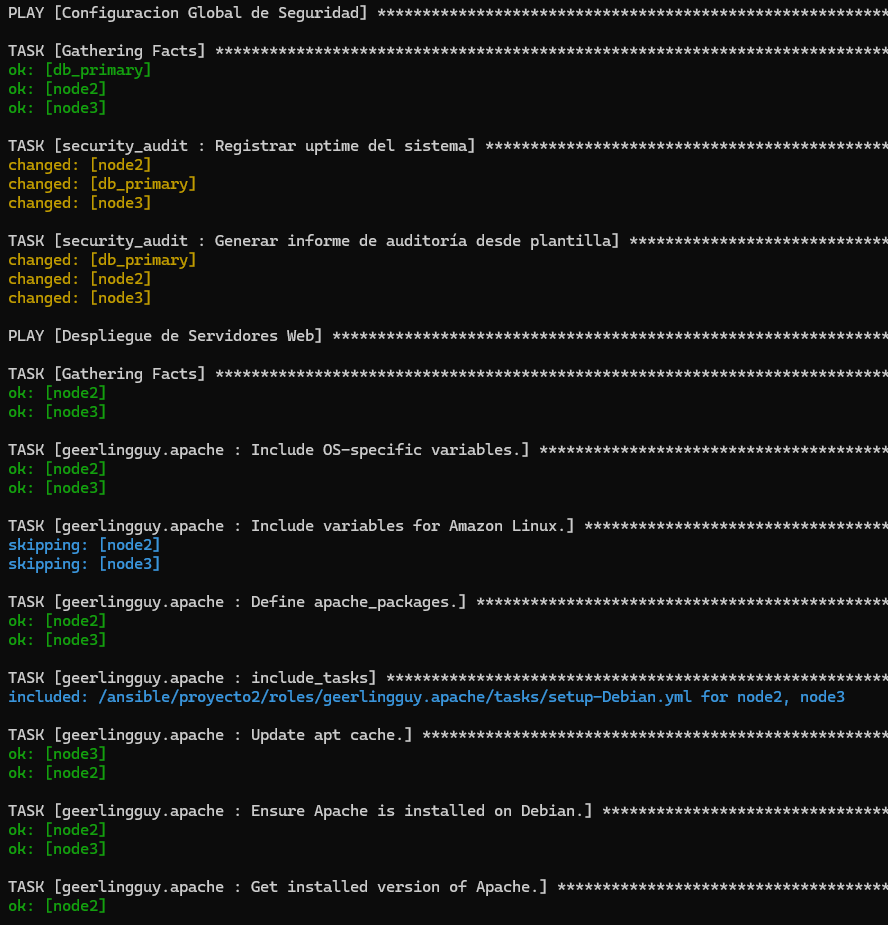 PLAY [Configuracion Global de Seguridad] *********************************************************
TASK [Gathering Facts] ***************************************************************************
ok: [db_primary]
ok: [node2]
ok: [node3]
TASK [security_audit : Registrar uptime del sistema] *********************************************
changed: [node2]
changed: [db_primary]
changed: [node3]
TASK [security_audit : Generar informe de auditoría desde plantilla] *****************************
changed: [db_primary]
changed: [node2]
changed: [node3]
PLAY [Despliegue de Servidores Web] **************************************************************
TASK [Gathering Facts] ***************************************************************************
ok: [node2]
ok: [node3]
TASK [geerlingguy.apache : Include OS-specific variables.] ***************************************
ok: [node2]
ok: [node3]
TASK [geerlingguy.apache : Include variables for Amazon Linux.] **********************************
skipping: [node2]
skipping: [node3]
TASK [geerlingguy.apache : Define apache_packages.] **********************************************
ok: [node2]
ok: [node3]
TASK [geerlingguy.apache : include_tasks] ********************************************************
included: /ansible/proyecto2/roles/geerlingguy.apache/tasks/setup-Debian.yml for node2, node3
TASK [geerlingguy.apache : Update apt cache.] ****************************************************
ok: [node3]
ok: [node2]
TASK [geerlingguy.apache : Ensure Apache is installed on Debian.] ********************************
ok: [node2]
ok: [node3]
TASK [geerlingguy.apache : Get installed version of Apache.] *************************************
ok: [node2]